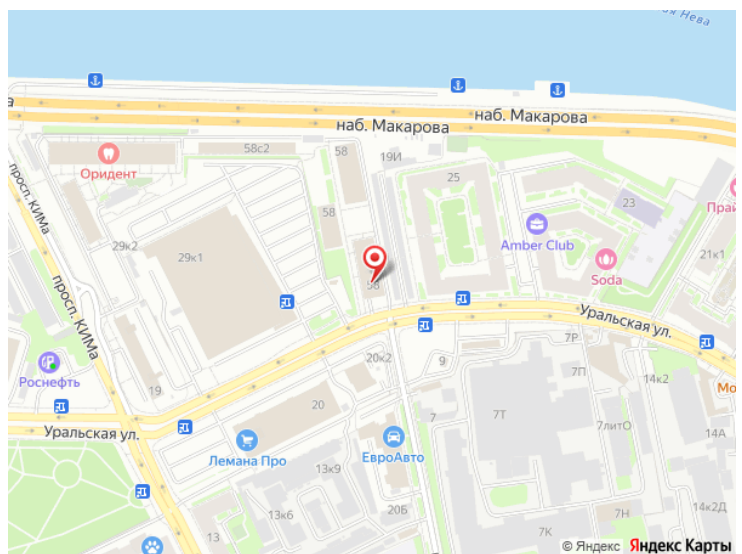 ая Нева
а
наб. Макарова
наб. Макарова
58с2
58
19И
Оридент
25
просп. КИМа
58
23
Прай
29к2
29к1
Amber Club
Soda
21к1
просп. КИМа
58
Уральская ул.
Роснефть
19
20к2
9
7Р
7П
14к2
Мо
20
7
7Т
7литО
14А
Уральская ул.
Лемана Про
ЕвроАвто
13к9
13к6
20Б
14к2Д
13
7К
© Яндекс Яндекс Карты